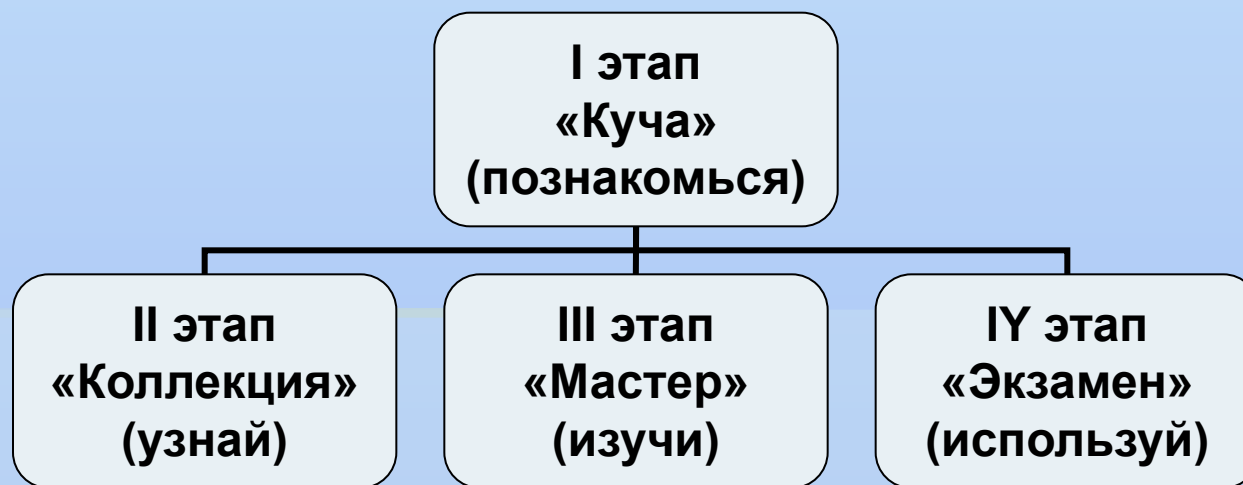 I этап
«Куча»
(познакомься)
II этап
«Коллекция»
(узнай)
III этап
«Мастер»
(изучи)
IY этап
«Экзамен»
(используй)